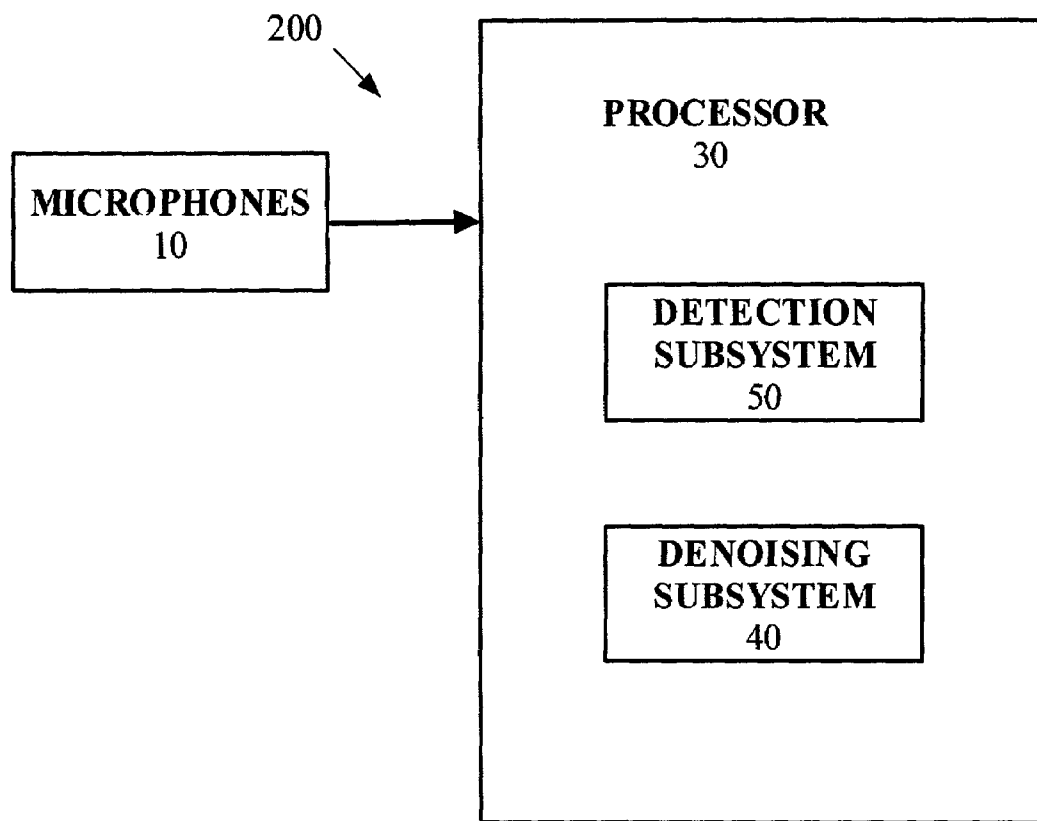 200
PROCESSOR
30
MICROPHONES
10
DETECTION
SUBSYSTEM
50
DENOISING
SUBSYSTEM
40